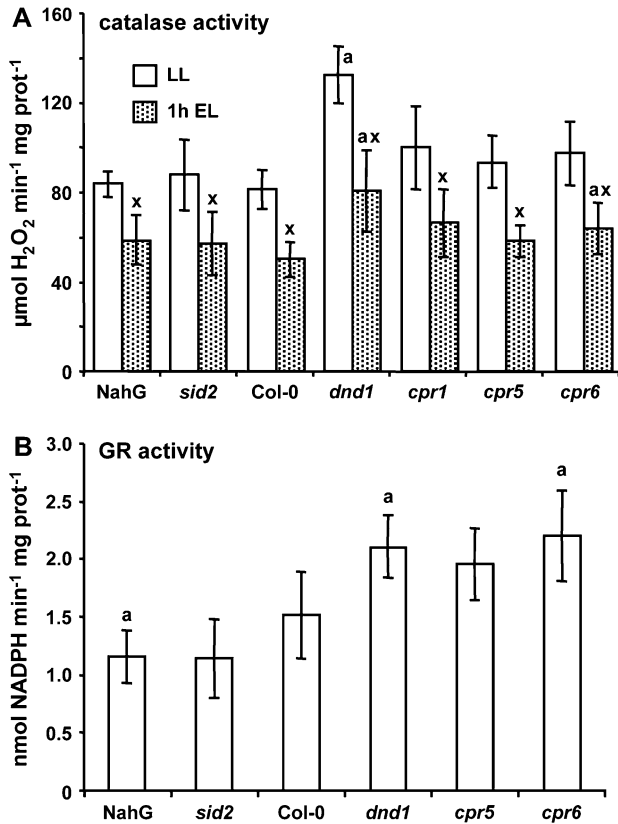 A catalase activity
LL
1h EL
µmol H₂O₂ min⁻¹ mg prot⁻¹
160
120
80
40
0
x
x
x
a
ax
x
x
ax
NahG sid2 Col-0 dnd1 cpr1 cpr5 cpr6
B GR activity
nmol NADPH min⁻¹ mg prot⁻¹
3.0
2.5
2.0
1.5
1.0
0.5
0
a
a
a
NahG sid2 Col-0 dnd1 cpr5 cpr6